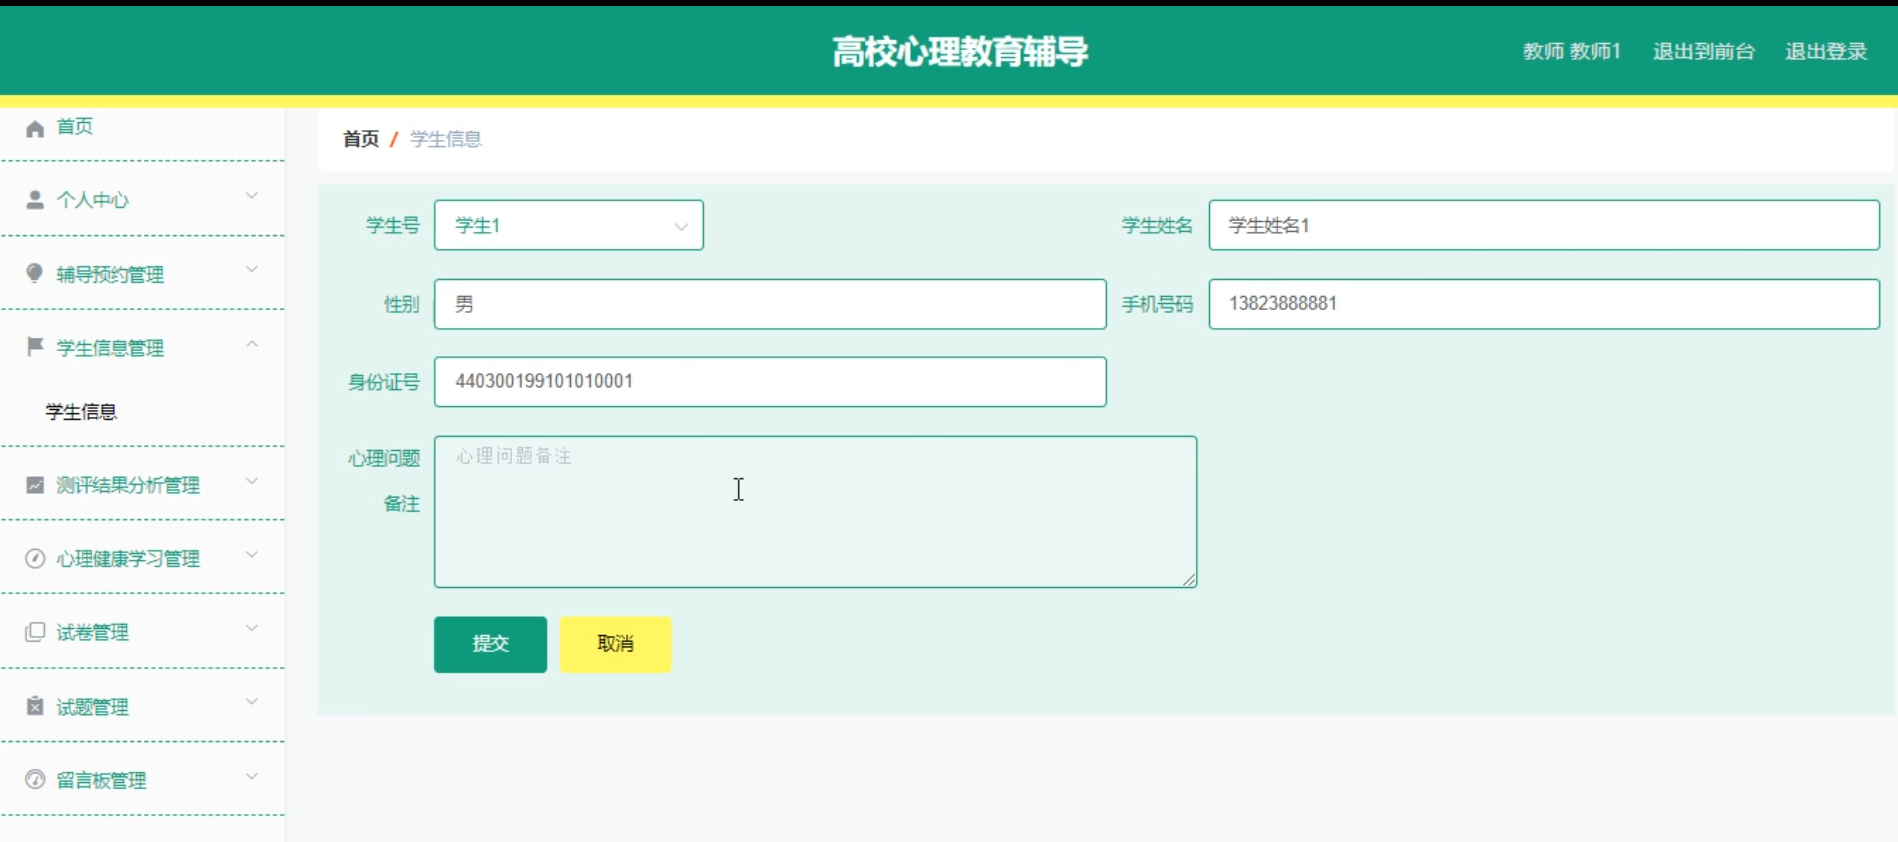 高校心理教育辅导
教师 教师1 退出到前台 退出登录
首页
个人中心
辅导预约管理
学生信息管理
学生信息
测评结果分析管理
心理健康学习管理
试卷管理
试题管理
留言板管理
首页 / 学生信息
学生号 学生1 学生姓名 学生姓名1
性别 男 手机号码 13823888881
身份证号 440300199101010001
心理问题 心理问题备注
备注
提交 取消